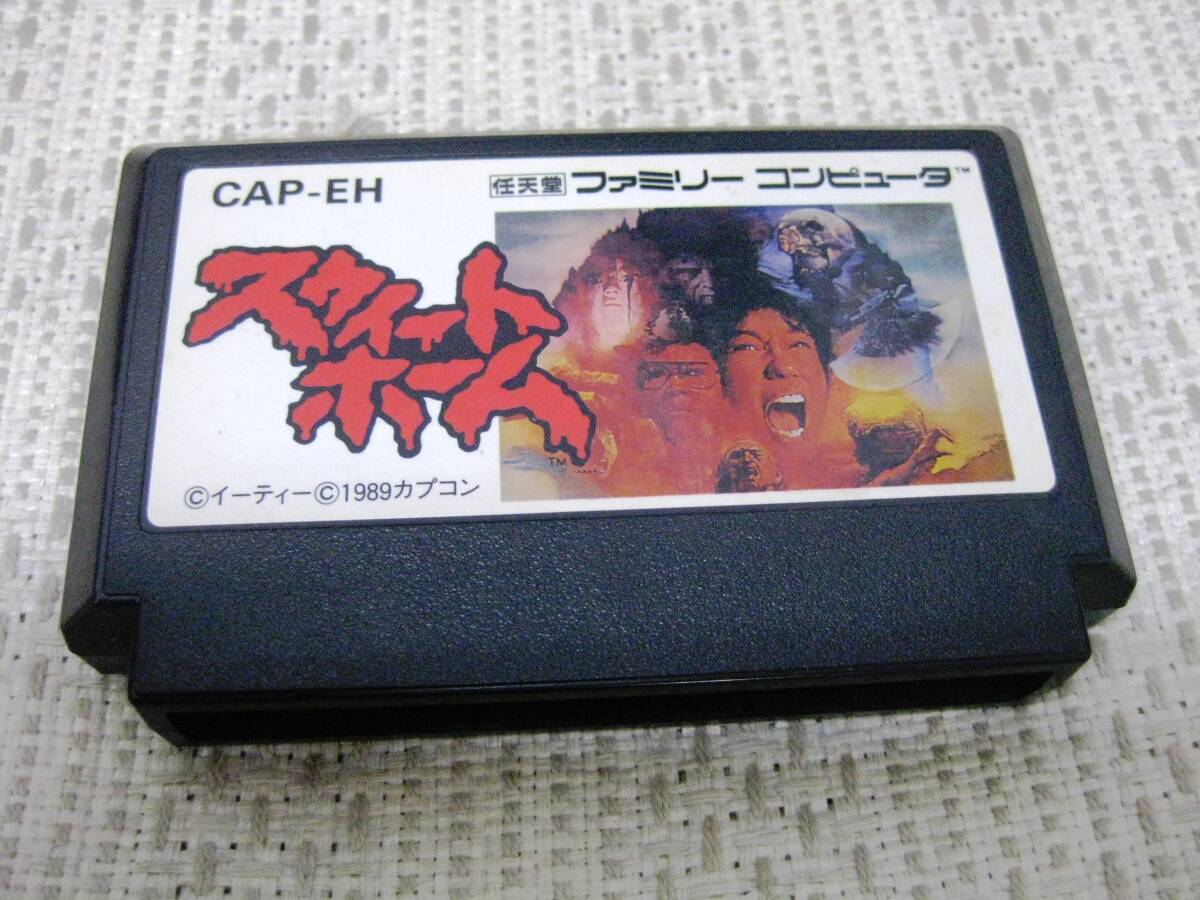 CAP-EH
任天堂 ファミリー コンピュータ™
スウィート
ホーム
TM
©イーティー©1989カプコン